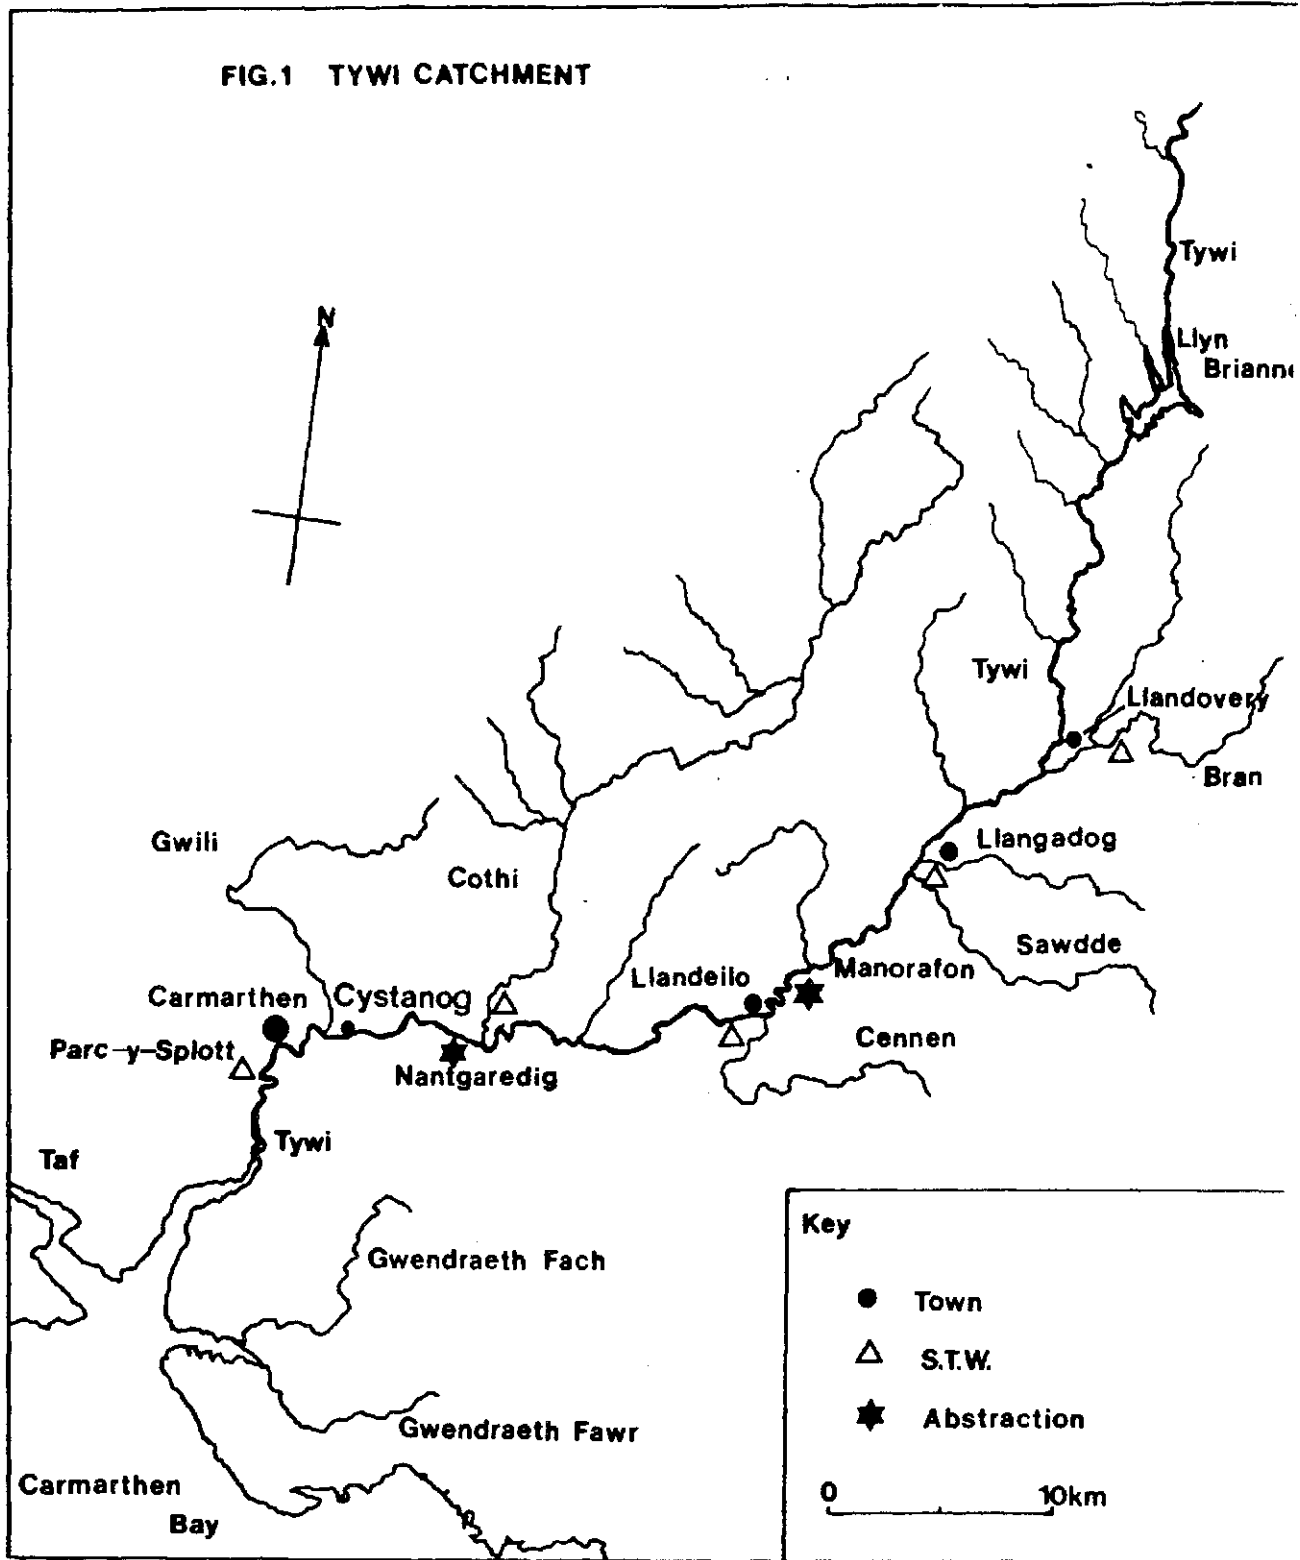 FIG.1 TYWI CATCHMENT
N
Tywi
Llyn
Brianne
Tywi
Llandovery
Bran
Gwili
Cothi
Llangadog
Sawdde
Llandeilo
Manorafon
Carmarthen
Cystanog
Cennen
Parc-y-Splott
Nantgaredig
Tywi
Taf
Gwendraeth Fach
Gwendraeth Fawr
Carmarthen
Bay
Key
Town
S.T.W.
Abstraction
0 10km